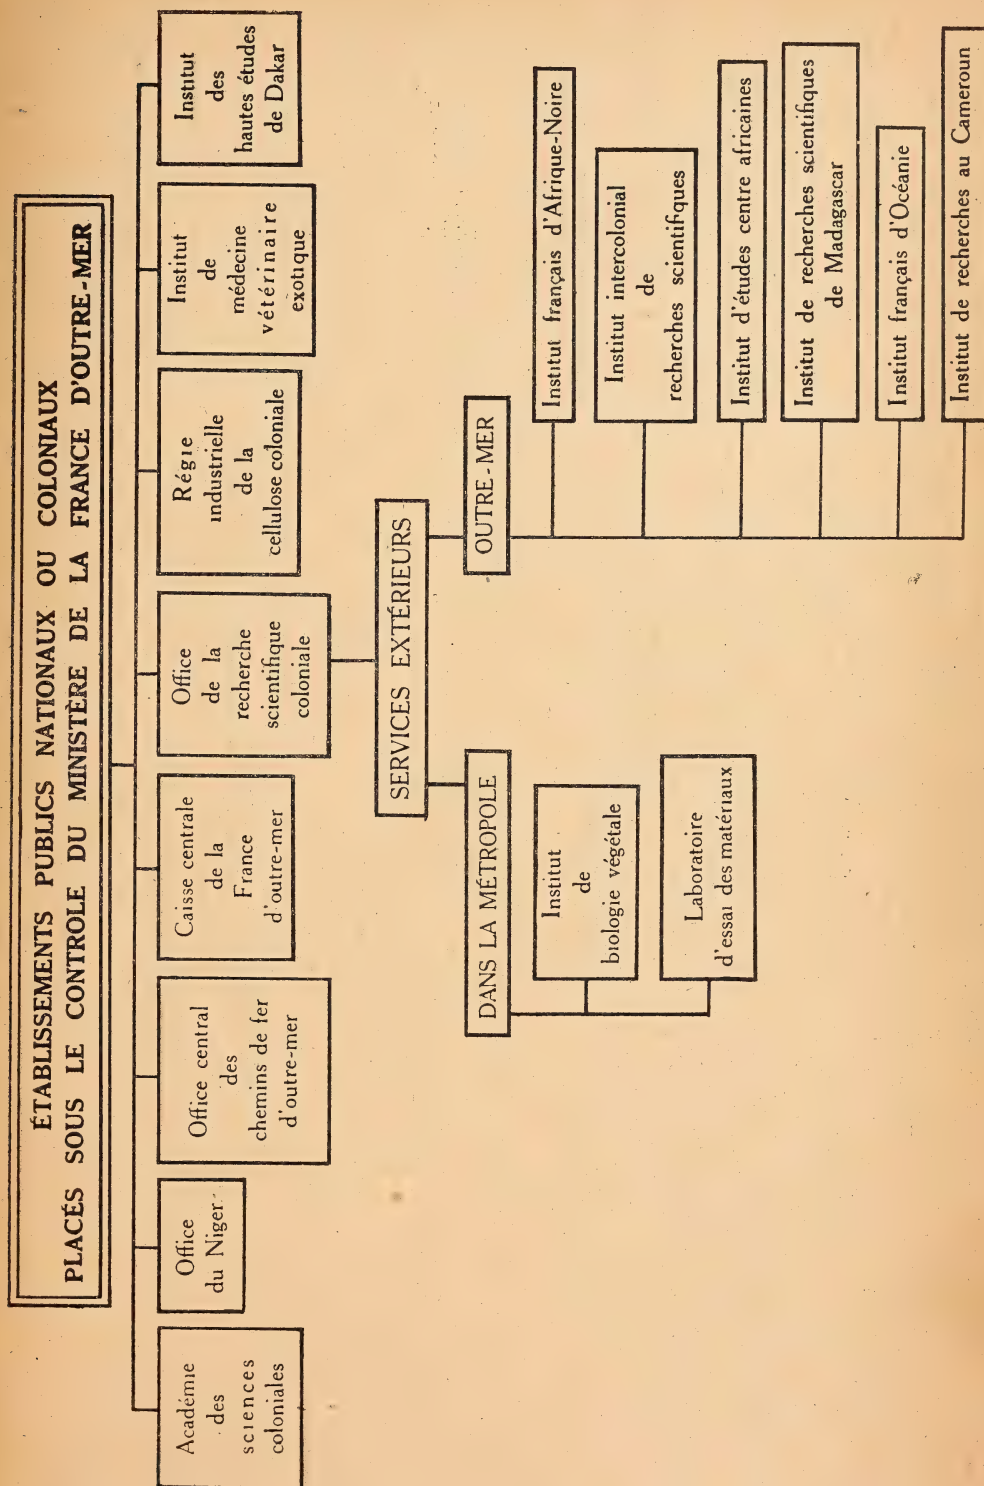 ÉTABLISSEMENTS PUBLICS NATIONAUX OU COLONIAUX
PLACÉS SOUS LE CONTROLE DU MINISTÈRE DE LA FRANCE D'OUTRE-MER
Académie
des
sciences
coloniales
Office
du Niger
Office central
des
chemins de fer
d'outre-mer
Caisse centrale
de la
France
d'outre-mer
Office
de la
recherche
scientifique
coloniale
Régie
industrielle
de la
cellulose coloniale
Institut
de
médecine
vétérinaire
exotique
Institut
des
hautes études
de Dakar
SERVICES EXTÉRIEURS
DANS LA MÉTROPOLE
Institut
de
biologie végétale
Laboratoire
d'essai des matériaux
OUTRE-MER
Institut français d'Afrique-Noire
Institut intercolonial
de
recherches scientifiques
Institut d'études centre africaines
Institut de recherches scientifiques
de Madagascar
Institut français d'Océanie
Institut de recherches au Cameroun